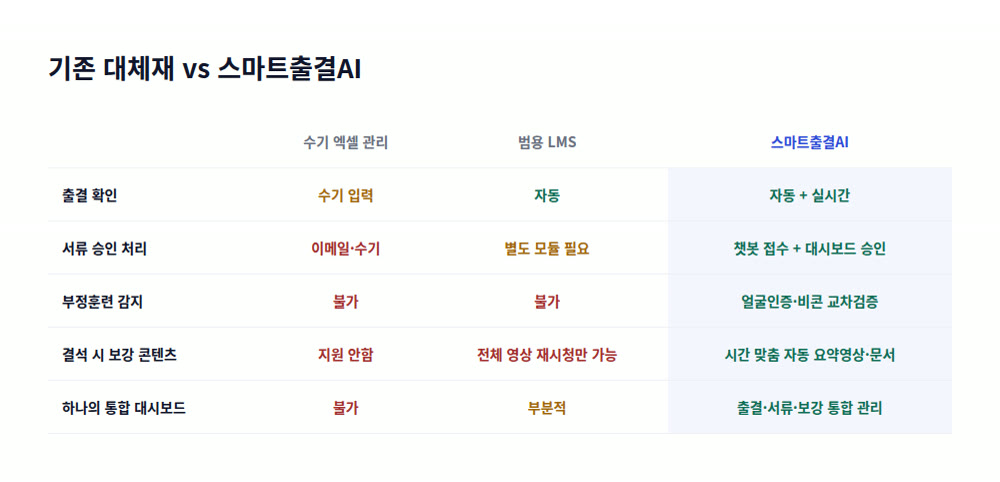 기존 대체재 vs 스마트출결AI
수기 엑셀 관리 범용 LMS 스마트출결AI
출결 확인 수기 입력 자동 자동 + 실시간
서류 승인 처리 이메일·수기 별도 모듈 필요 챗봇 접수 + 대시보드 승인
부정훈련 감지 불가 불가 얼굴인증·비콘 교차검증
결석 시 보강 콘텐츠 지원 안함 전체 영상 재시청만 가능 시간 맞춤 자동 요약영상·문서
하나의 통합 대시보드 불가 부분적 출결·서류·보강 통합 관리